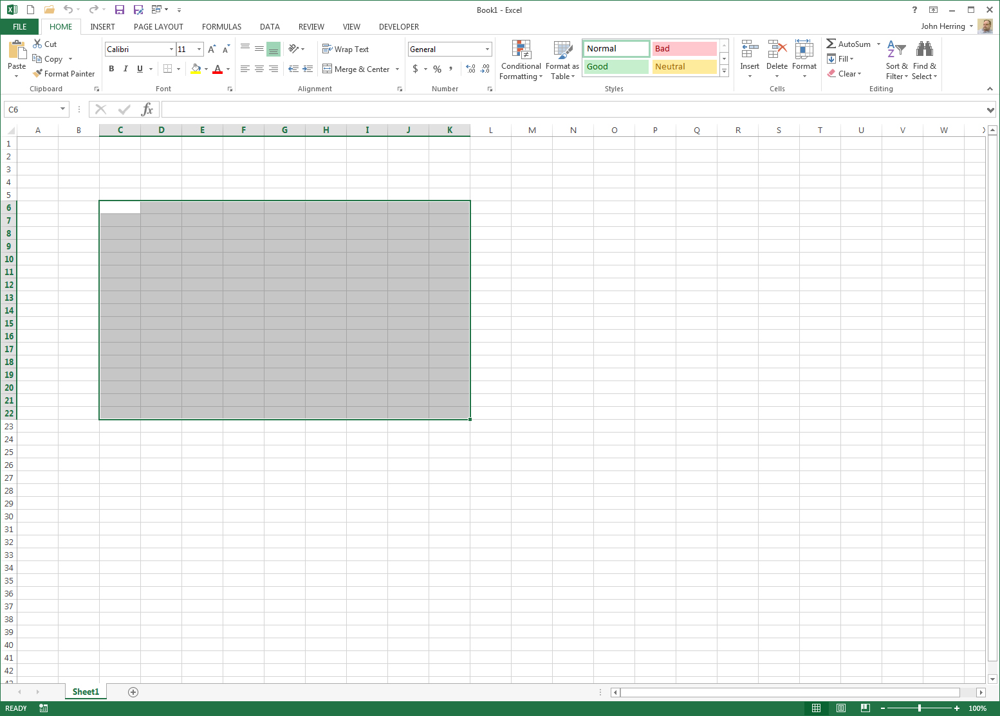 Book1 - Excel
?
FILE HOME INSERT PAGE LAYOUT FORMULAS DATA REVIEW VIEW DEVELOPER John Herring
Paste
Cut
Copy
Format Painter
Clipboard
Calibri 11 A A
B I U A
Font
Wrap Text
Merge & Center
Alignment
General
$ % , .00 .00
Number
Conditional Formatting
Format as Table
Normal Bad
Good Neutral
Styles
Insert Delete Format
Cells
AutoSum
Fill
Clear
Sort & Filter
Find & Select
Editing
C6 fx
A B C D E F G H I J K L M N O P Q R S T U V W
1
2
3
4
5
6
7
8
9
10
11
12
13
14
15
16
17
18
19
20
21
22
23
24
25
26
27
28
29
30
31
32
33
34
35
36
37
38
39
40
41
42
Sheet1
READY 100%